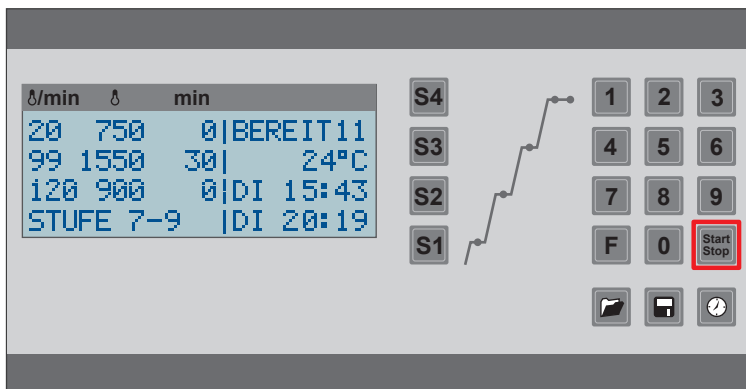 /min min
20 750 0|BEREIT11
99 1550 30| 24°C
i20 900 0|DI 15:43
STUFE 7-9 |DI 20:19
S4
S3
S2
S1
1 2 3
4 5 6
7 8 9
F 0 Start
Stop